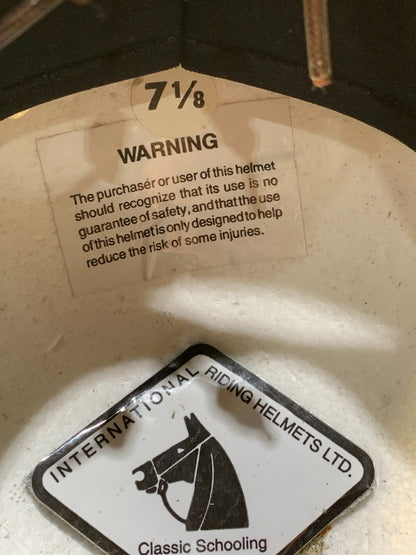 7 1/8
WARNING
The purchaser or user of this helmet
should recognize that its use is no
guarantee of safety, and that the use
of this helmet is only designed to help
reduce the risk of some injuries.
INTERNATIONAL RIDING HELMETS LTD.
Classic Schooling